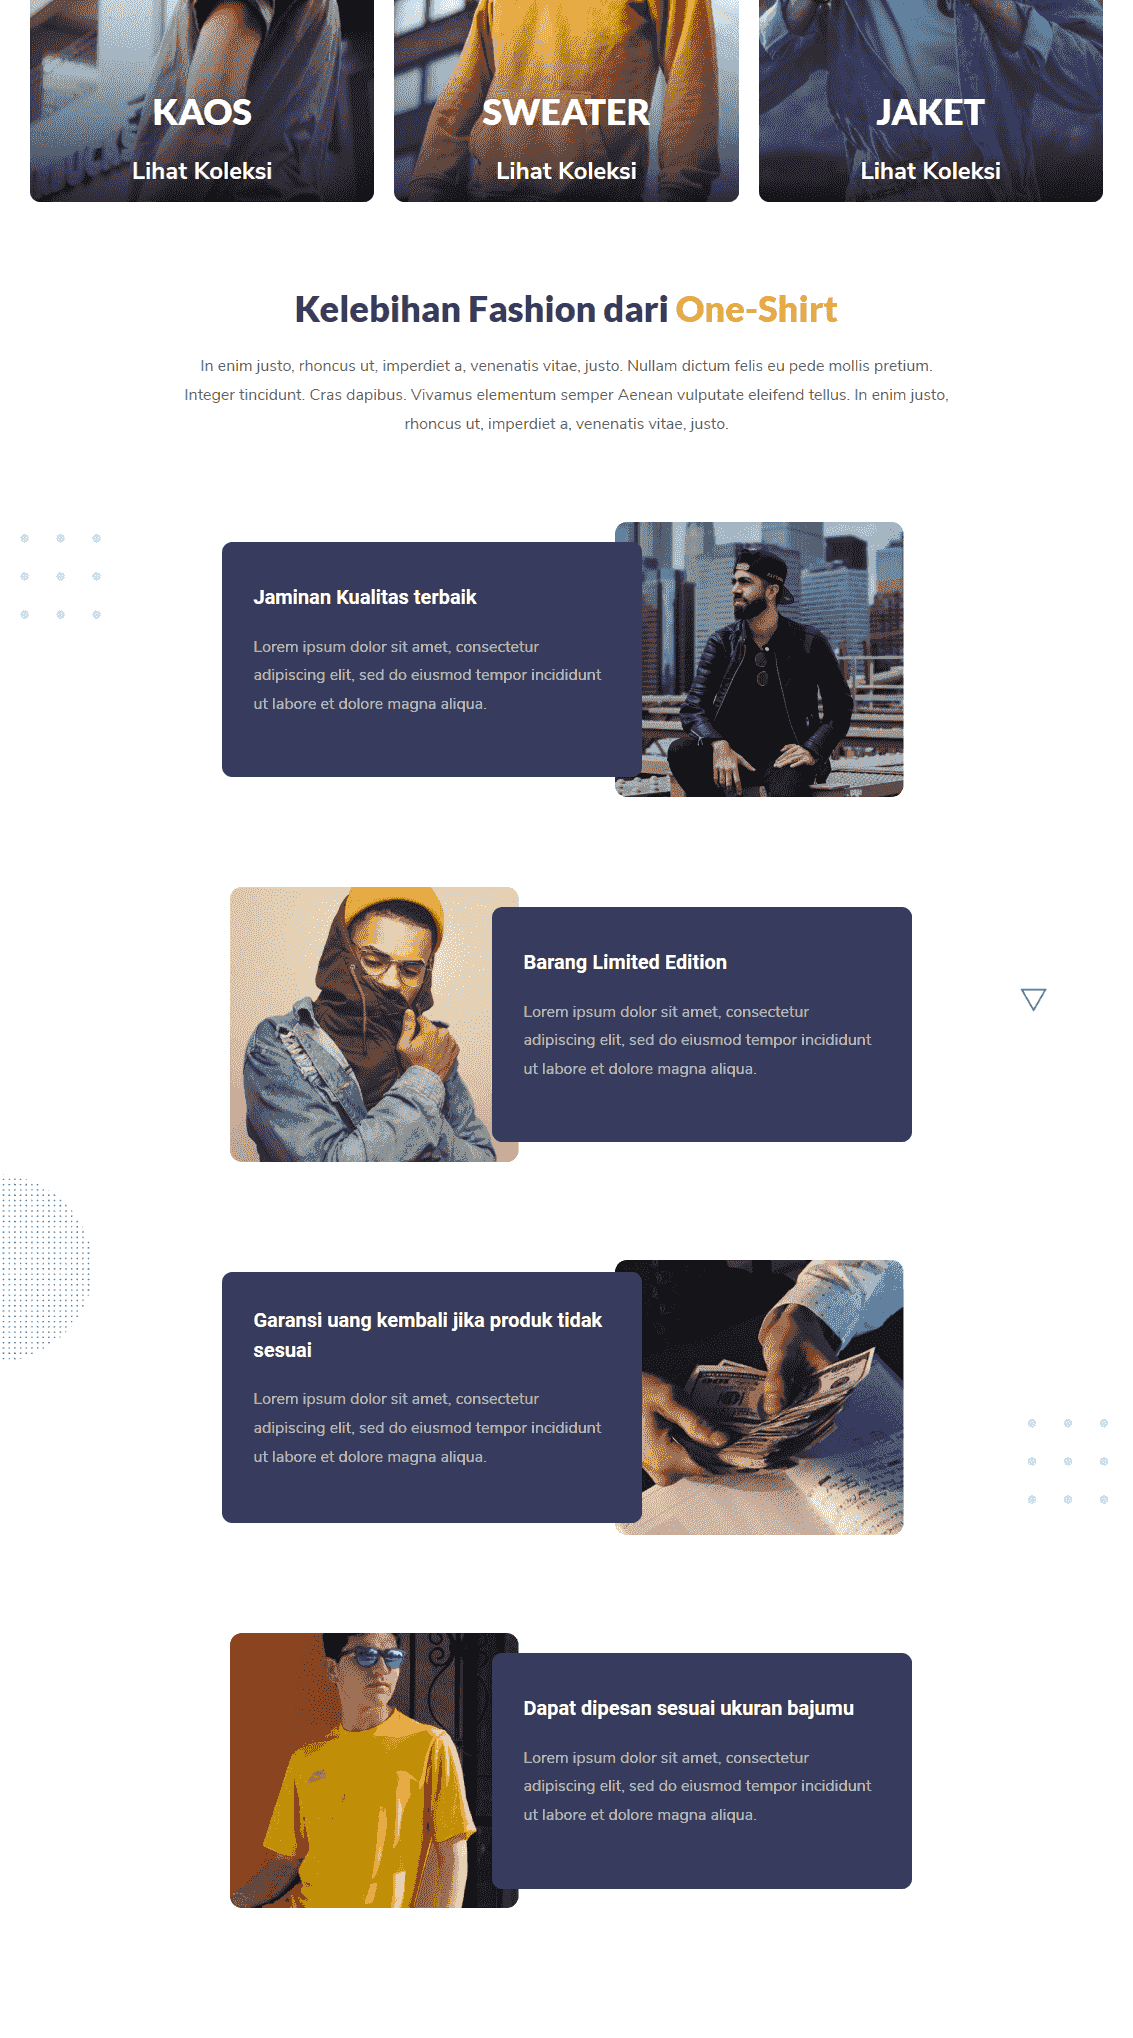 KAOS
Lihat Koleksi
SWEATER
Lihat Koleksi
JAKET
Lihat Koleksi
Kelebihan Fashion dari One-Shirt
In enim justo, rhoncus ut, imperdiet a, venenatis vitae, justo. Nullam dictum felis eu pede mollis pretium.
Integer tincidunt. Cras dapibus. Vivamus elementum semper Aenean vulputate eleifend tellus. In enim justo,
rhoncus ut, imperdiet a, venenatis vitae, justo.
Jaminan Kualitas terbaik
Lorem ipsum dolor sit amet, consectetur
adipiscing elit, sed do eiusmod tempor incididunt
ut labore et dolore magna aliqua.
Barang Limited Edition
Lorem ipsum dolor sit amet, consectetur
adipiscing elit, sed do eiusmod tempor incididunt
ut labore et dolore magna aliqua.
Garansi uang kembali jika produk tidak
sesuai
Lorem ipsum dolor sit amet, consectetur
adipiscing elit, sed do eiusmod tempor incididunt
ut labore et dolore magna aliqua.
Dapat dipesan sesuai ukuran bajumu
Lorem ipsum dolor sit amet, consectetur
adipiscing elit, sed do eiusmod tempor incididunt
ut labore et dolore magna aliqua.